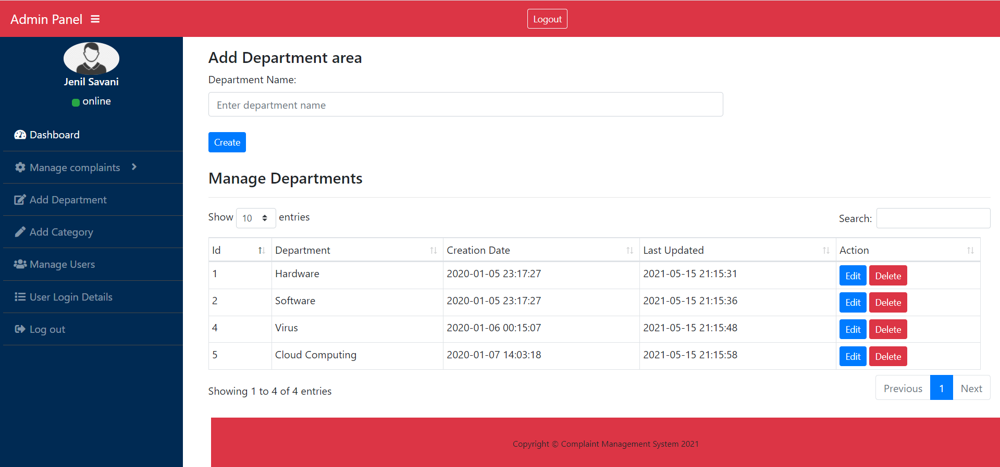 Admin Panel
Logout
Jenil Savani
online
Dashboard
Manage complaints
Add Department
Add Category
Manage Users
User Login Details
Log out
Add Department area
Department Name:
Enter department name
Create
Manage Departments
Show 10 entries
Search:
Id Department Creation Date Last Updated Action
1 Hardware 2020-01-05 23:17:27 2021-05-15 21:15:31 Edit Delete
2 Software 2020-01-05 23:17:27 2021-05-15 21:15:36 Edit Delete
4 Virus 2020-01-06 00:15:07 2021-05-15 21:15:48 Edit Delete
5 Cloud Computing 2020-01-07 14:03:18 2021-05-15 21:15:58 Edit Delete
Showing 1 to 4 of 4 entries
Previous 1 Next
Copyright © Complaint Management System 2021